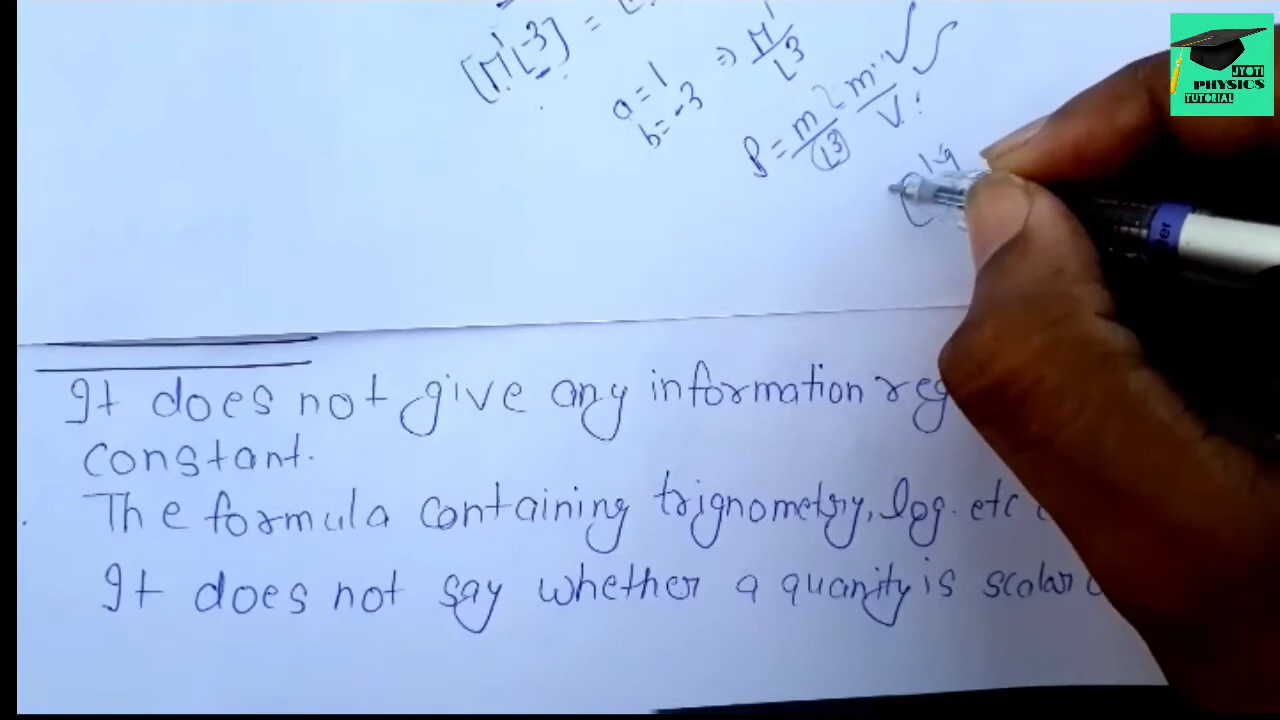 [M¹L⁻³] =
a = 1
b = -3
⇒ M¹/L³
ρ = m/L³ = m/V
It does not give any information reg
constant.
The formula containing trignometry, log. etc
It does not say whether a quanity is scalar
JYOTI
PHYSICS
TUTORIAL